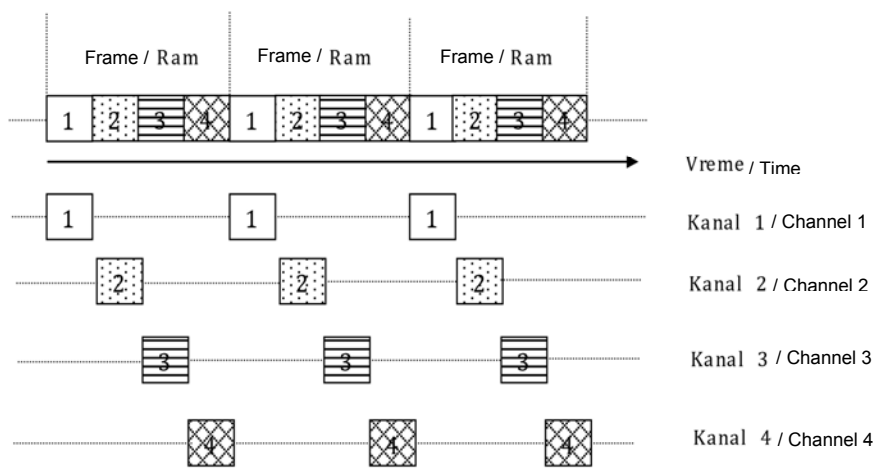 Frame / Ram Frame / Ram Frame / Ram
1 2 3 4 1 2 3 4 1 2 3 4
Vreme / Time
1 1 1 Kanal 1 / Channel 1
2 2 2 Kanal 2 / Channel 2
3 3 3 Kanal 3 / Channel 3
4 4 4 Kanal 4 / Channel 4